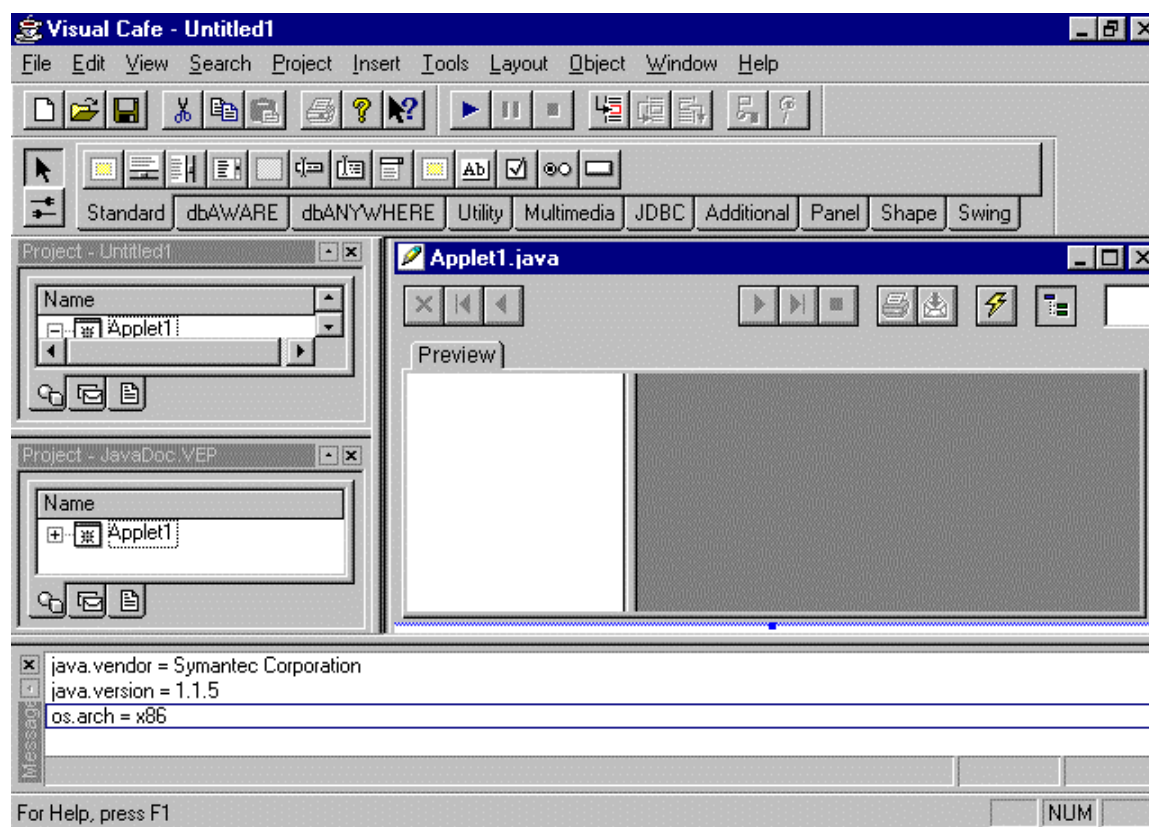 Visual Cafe - Untitled1
File Edit View Search Project Insert Tools Layout Object Window Help
Ab
Standard dbAWARE dbANYWHERE Utility Multimedia JDBC Additional Panel Shape Swing
Project - Untitled1
Name
Applet1
Project - JavaDoc.VEP
Name
Applet1
Applet1.java
Preview
java.vendor = Symantec Corporation
java.version = 1.1.5
os.arch = x86
Message
For Help, press F1
NUM